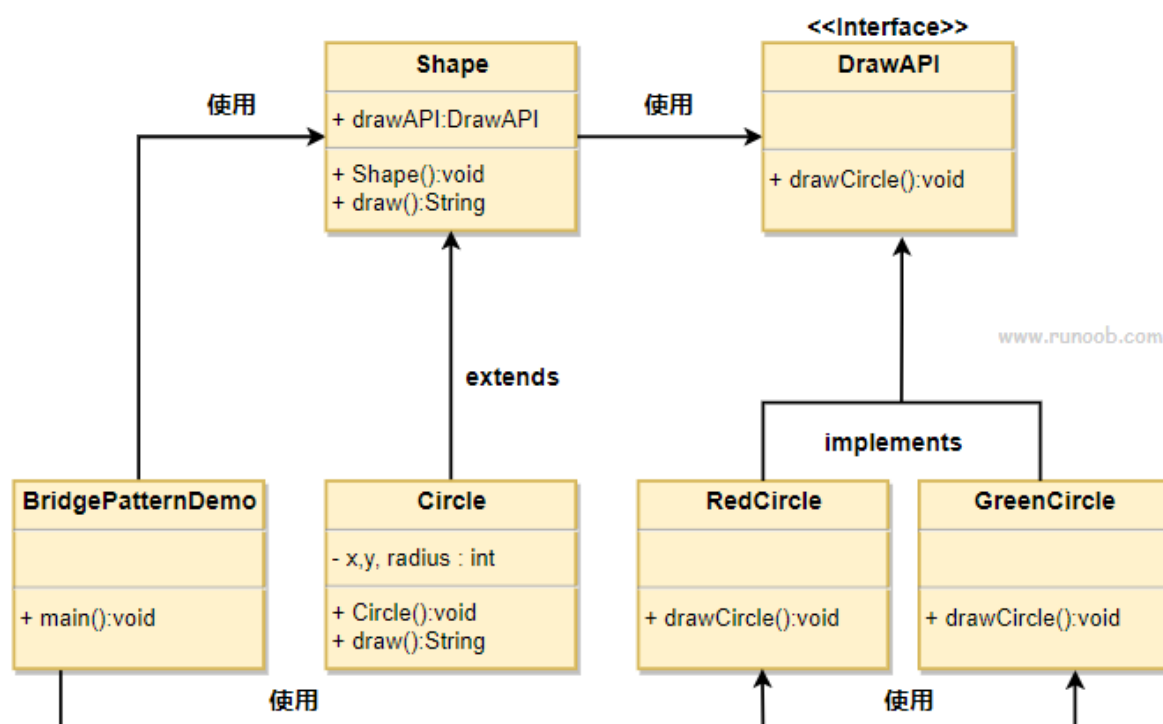 <<Interface>>
Shape
DrawAPI
使用
+ drawAPI:DrawAPI
使用
+ Shape():void
+ draw():String
+ drawCircle():void
www.runoob.com
extends
implements
BridgePatternDemo
Circle
RedCircle
GreenCircle
- x,y, radius : int
+ main():void
+ Circle():void
+ draw():String
+ drawCircle():void
+ drawCircle():void
使用
使用